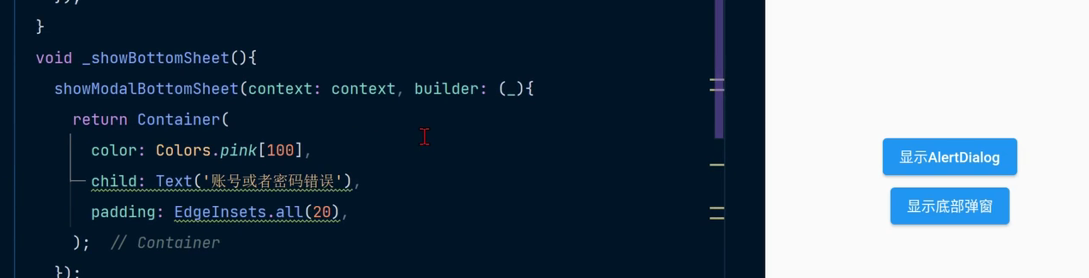 });
}
void _showBottomSheet(){
showModalBottomSheet(context: context, builder: (_){
return Container(
color: Colors.pink[100],
child: Text('账号或者密码错误'),
padding: EdgeInsets.all(20),
); // Container
});
显示AlertDialog
显示底部弹窗